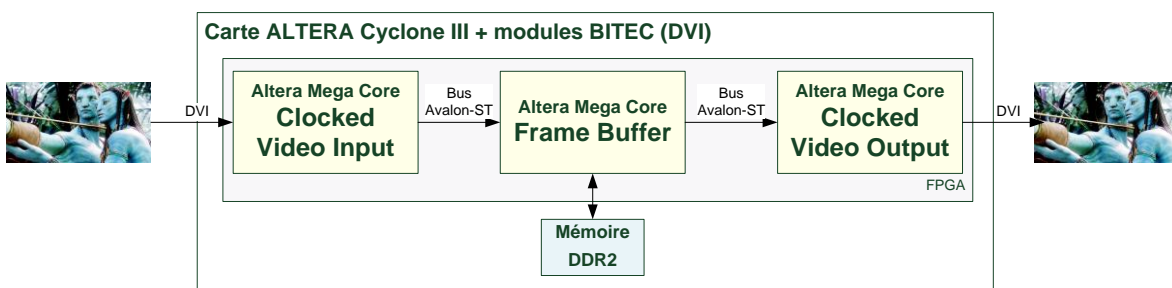 Carte ALTERA Cyclone III + modules BITEC (DVI)
DVI
Altera Mega Core
Clocked
Video Input
Bus
Avalon-ST
Altera Mega Core
Frame Buffer
Bus
Avalon-ST
Altera Mega Core
Clocked
Video Output
DVI
FPGA
Mémoire
DDR2